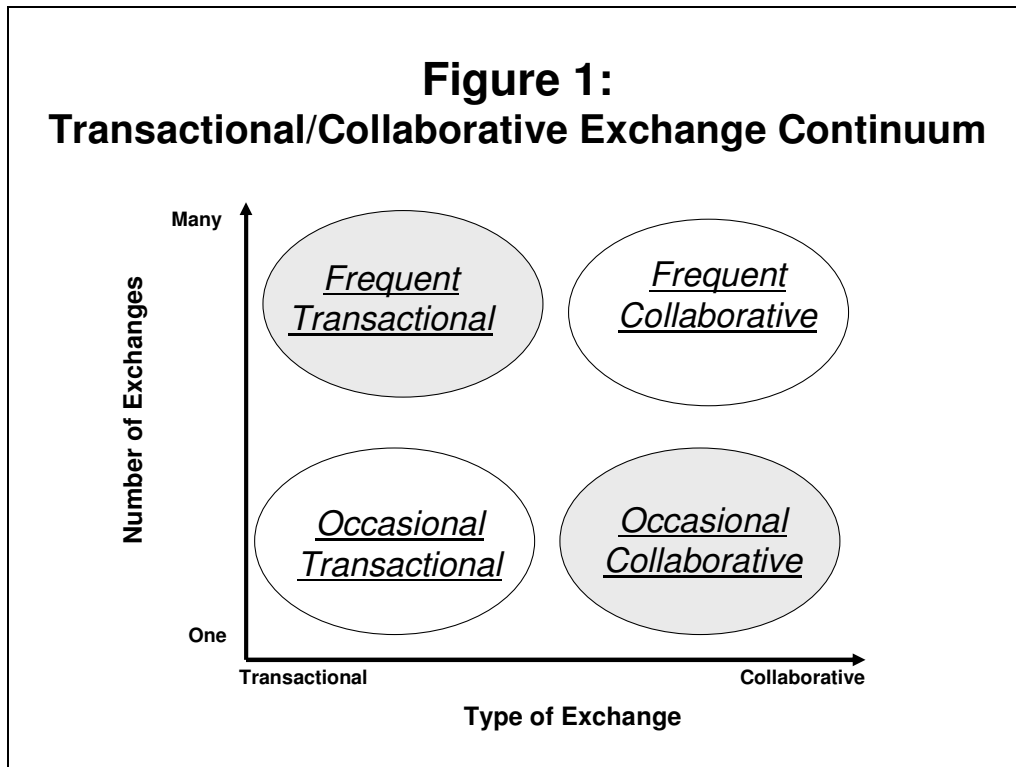 Figure 1:
Transactional/Collaborative Exchange Continuum
Many
Number of Exchanges
Frequent
Transactional
Frequent
Collaborative
Occasional
Transactional
Occasional
Collaborative
One
Transactional
Collaborative
Type of Exchange